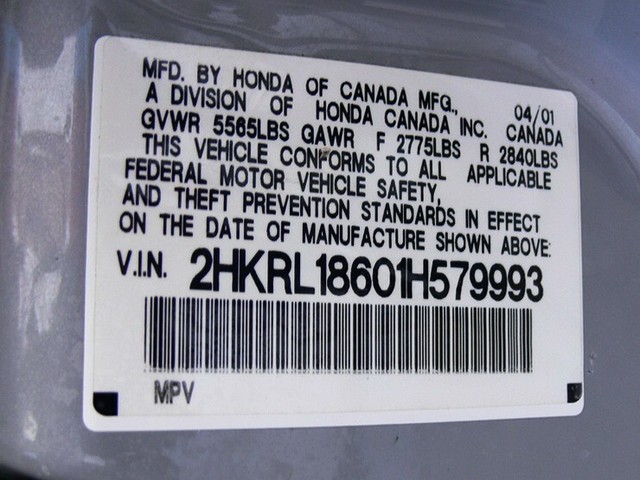 MFD. BY HONDA OF CANADA MFG., 04/01
A DIVISION OF HONDA CANADA INC. CANADA
GVWR 5565LBS GAWR F 2775LBS R 2840LBS
THIS VEHICLE CONFORMS TO ALL APPLICABLE
FEDERAL MOTOR VEHICLE SAFETY,
AND THEFT PREVENTION STANDARDS IN EFFECT
ON THE DATE OF MANUFACTURE SHOWN ABOVE:
V.I.N. 2HKRL18601H579993
MPV